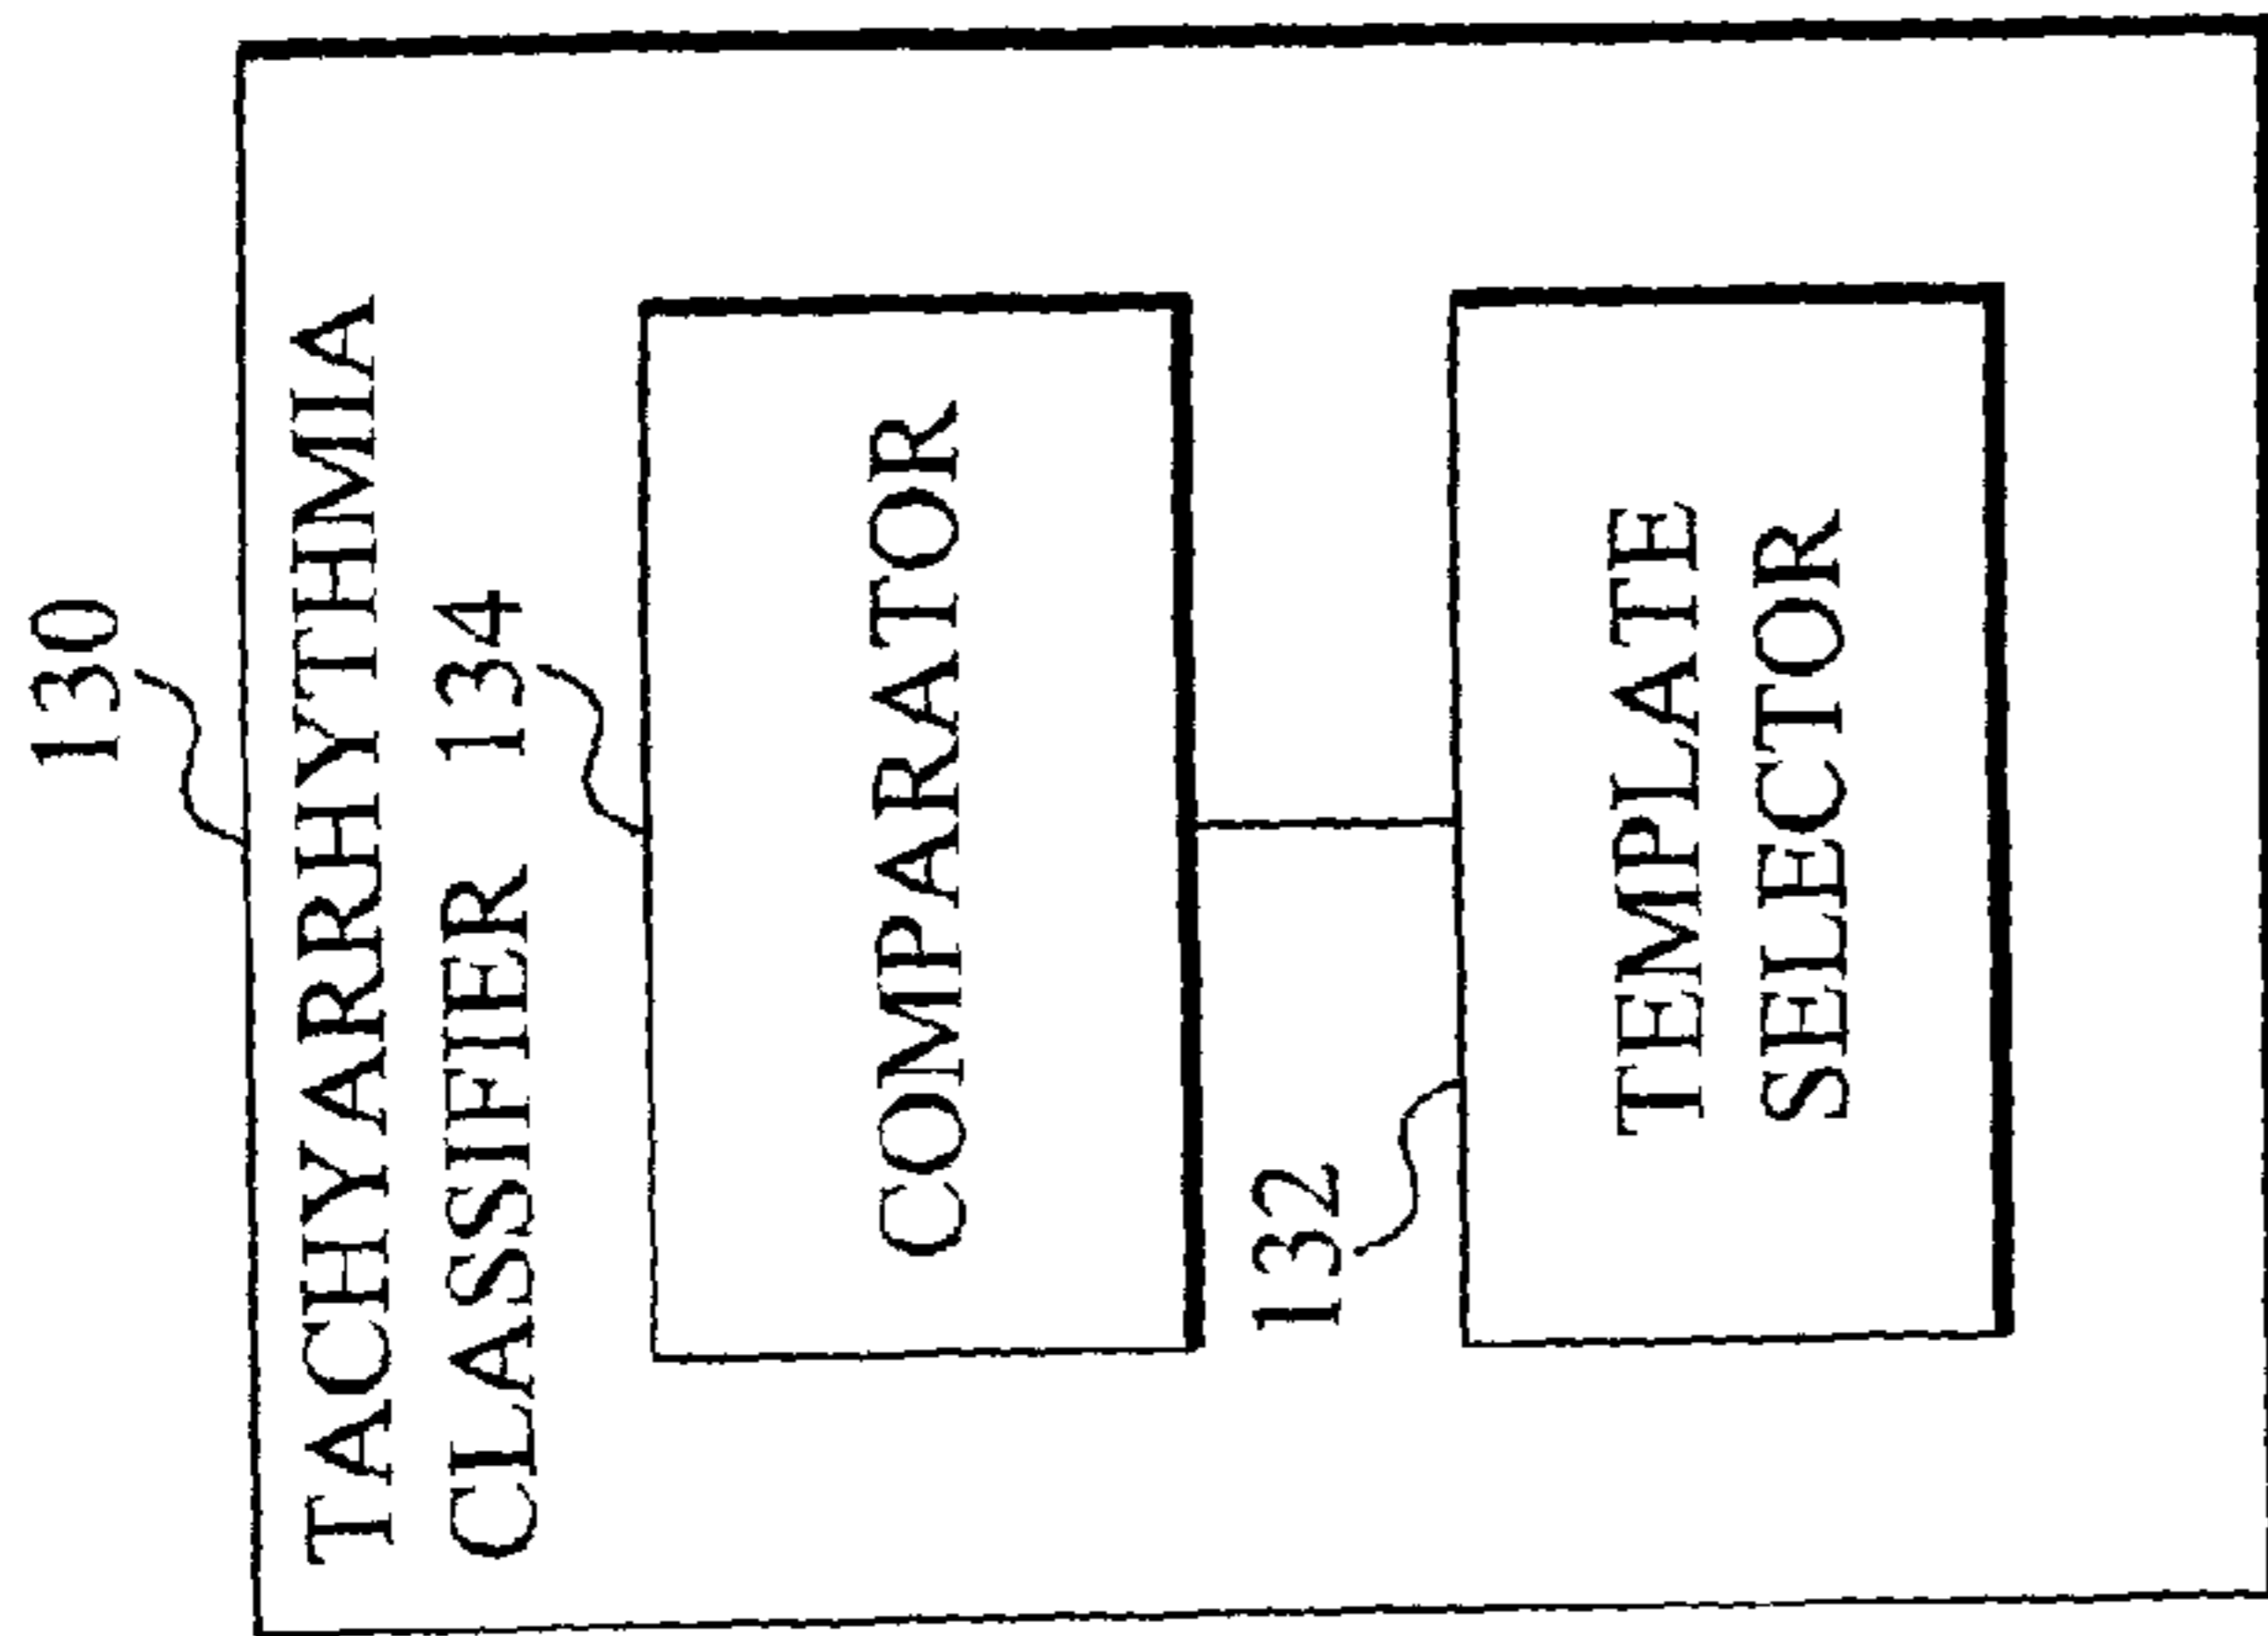 130
TACHYARRHYTHMIA
CLASSIFIER
134
COMPARATOR
132
TEMPLATE
SELECTOR